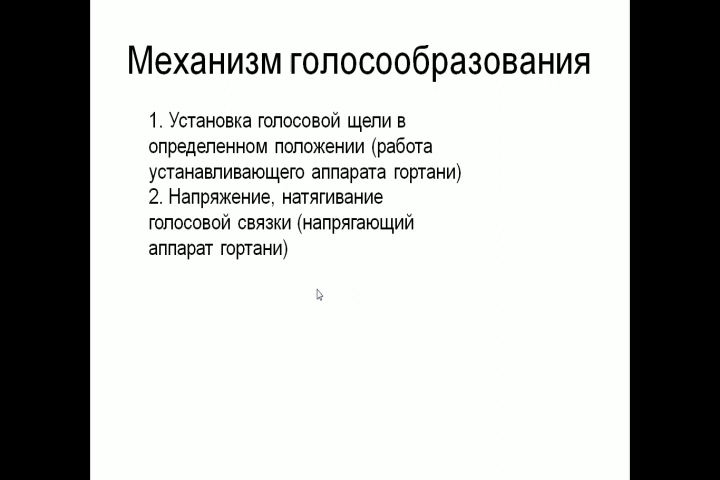 Механизм голосообразования
1. Установка голосовой щели в
определенном положении (работа
устанавливающего аппарата гортани)
2. Напряжение, натягивание
голосовой связки (напрягающий
аппарат гортани)